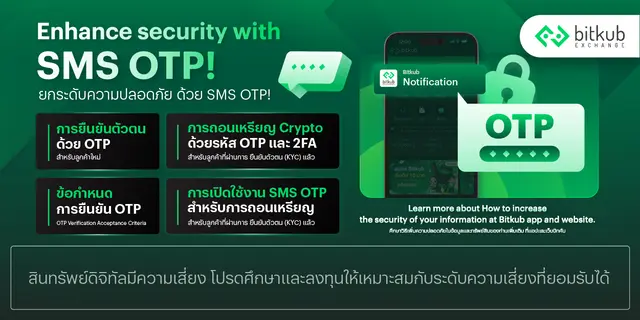 Enhance security with
SMS OTP!
ยกระดับความปลอดภัย ด้วย SMS OTP!
การยืนยันตัวตน
ด้วย OTP
สำหรับลูกค้าใหม่
การถอนเหรียญ Crypto
ด้วยรหัส OTP และ 2FA
สำหรับลูกค้าที่ผ่านการ ยืนยันตัวตน (KYC) แล้ว
ข้อกำหนด
การยืนยัน OTP
OTP Verification Acceptance Criteria
การเปิดใช้งาน SMS OTP
สำหรับการถอนเหรียญ
สำหรับลูกค้าที่ผ่านการ ยืนยันตัวตน (KYC) แล้ว
bitkub
EXCHANGE
Bitkub
Notification
OTP
Learn more about How to increase
the security of your information at Bitkub app and website.
สินทรัพย์ดิจิทัลมีความเสี่ยง โปรดศึกษาและลงทุนให้เหมาะสมกับระดับความเสี่ยงที่ยอมรับได้